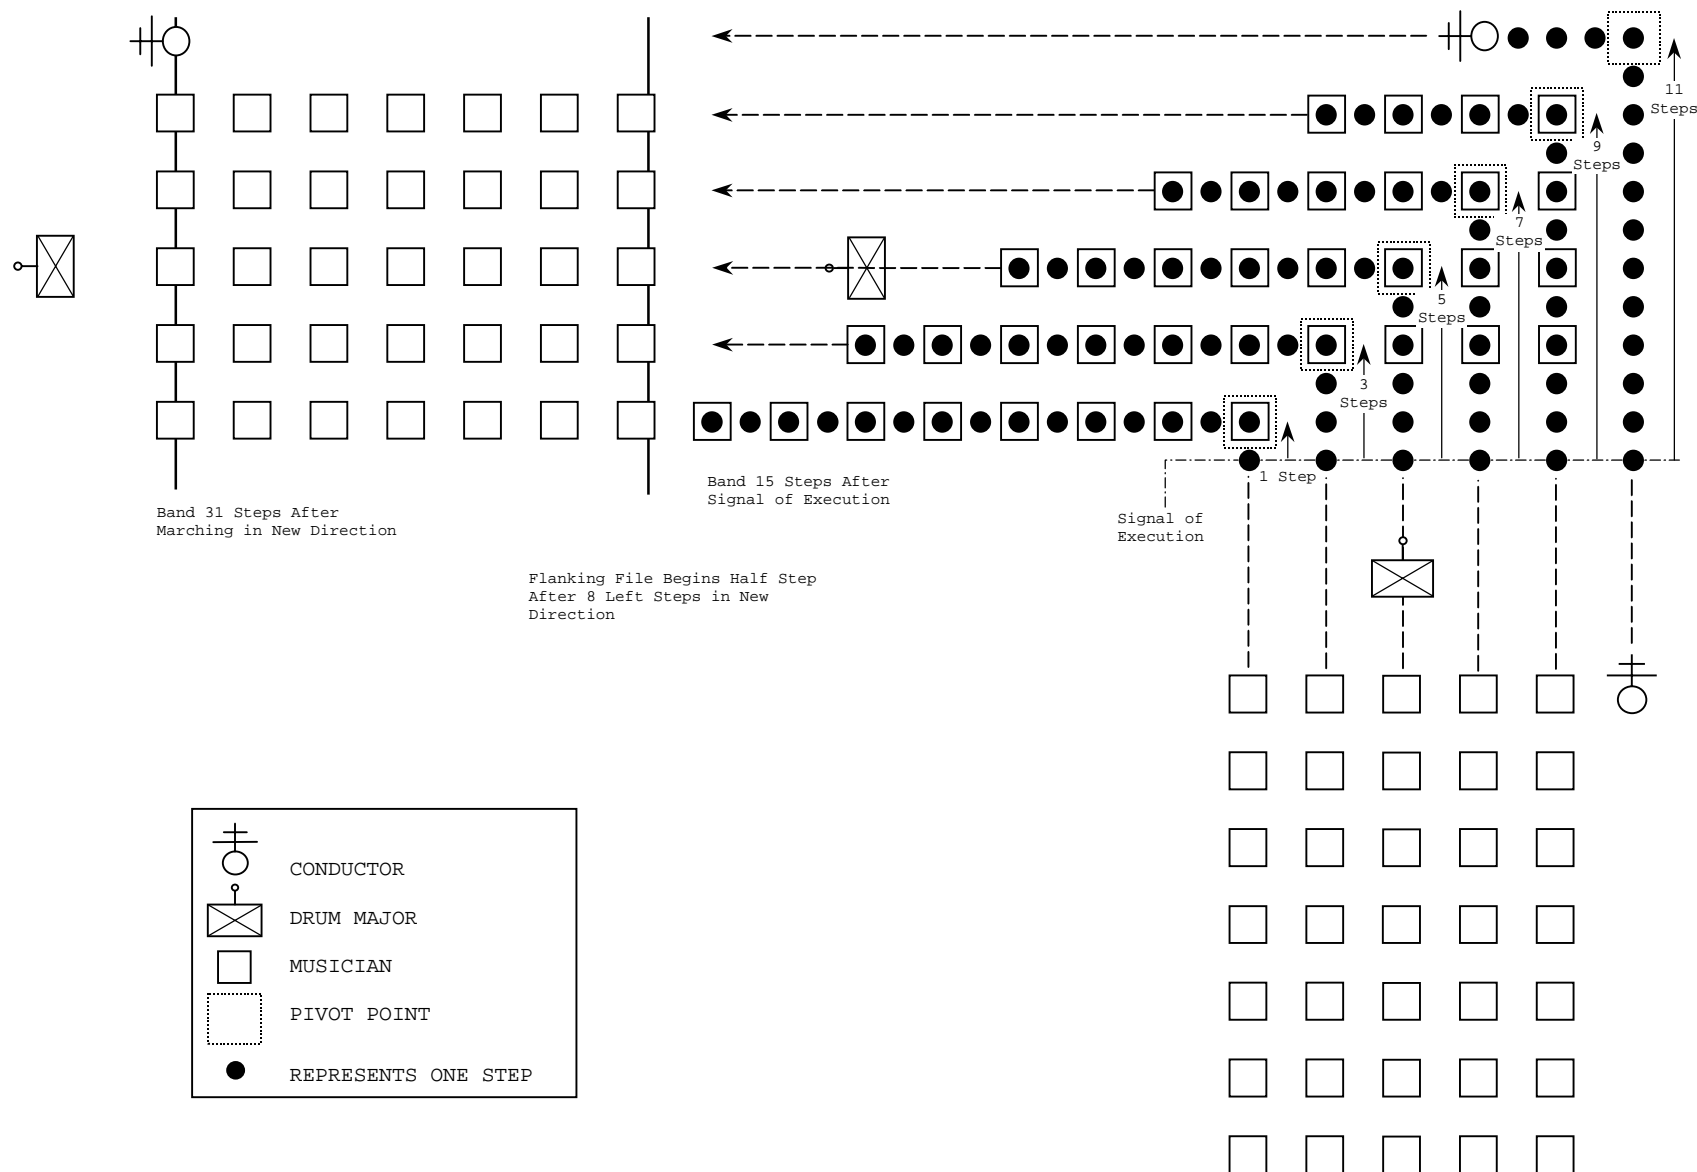 11
Steps
9
Steps
7
Steps
5
Steps
3
Steps
1 Step
Band 15 Steps After
Signal of Execution
Signal of
Execution
Band 31 Steps After
Marching in New Direction
Flanking File Begins Half Step
After 8 Left Steps in New
Direction
CONDUCTOR
DRUM MAJOR
MUSICIAN
PIVOT POINT
REPRESENTS ONE STEP